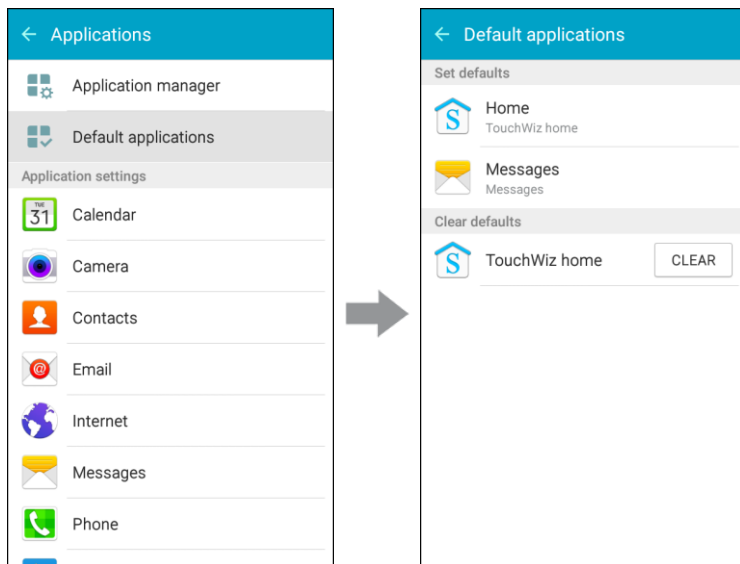 Applications
Application manager
Default applications
Application settings
TUE
31
Calendar
Camera
Contacts
@
Email
Internet
Messages
Phone
Default applications
Set defaults
S
Home
TouchWiz home
Messages
Messages
Clear defaults
S
TouchWiz home
CLEAR